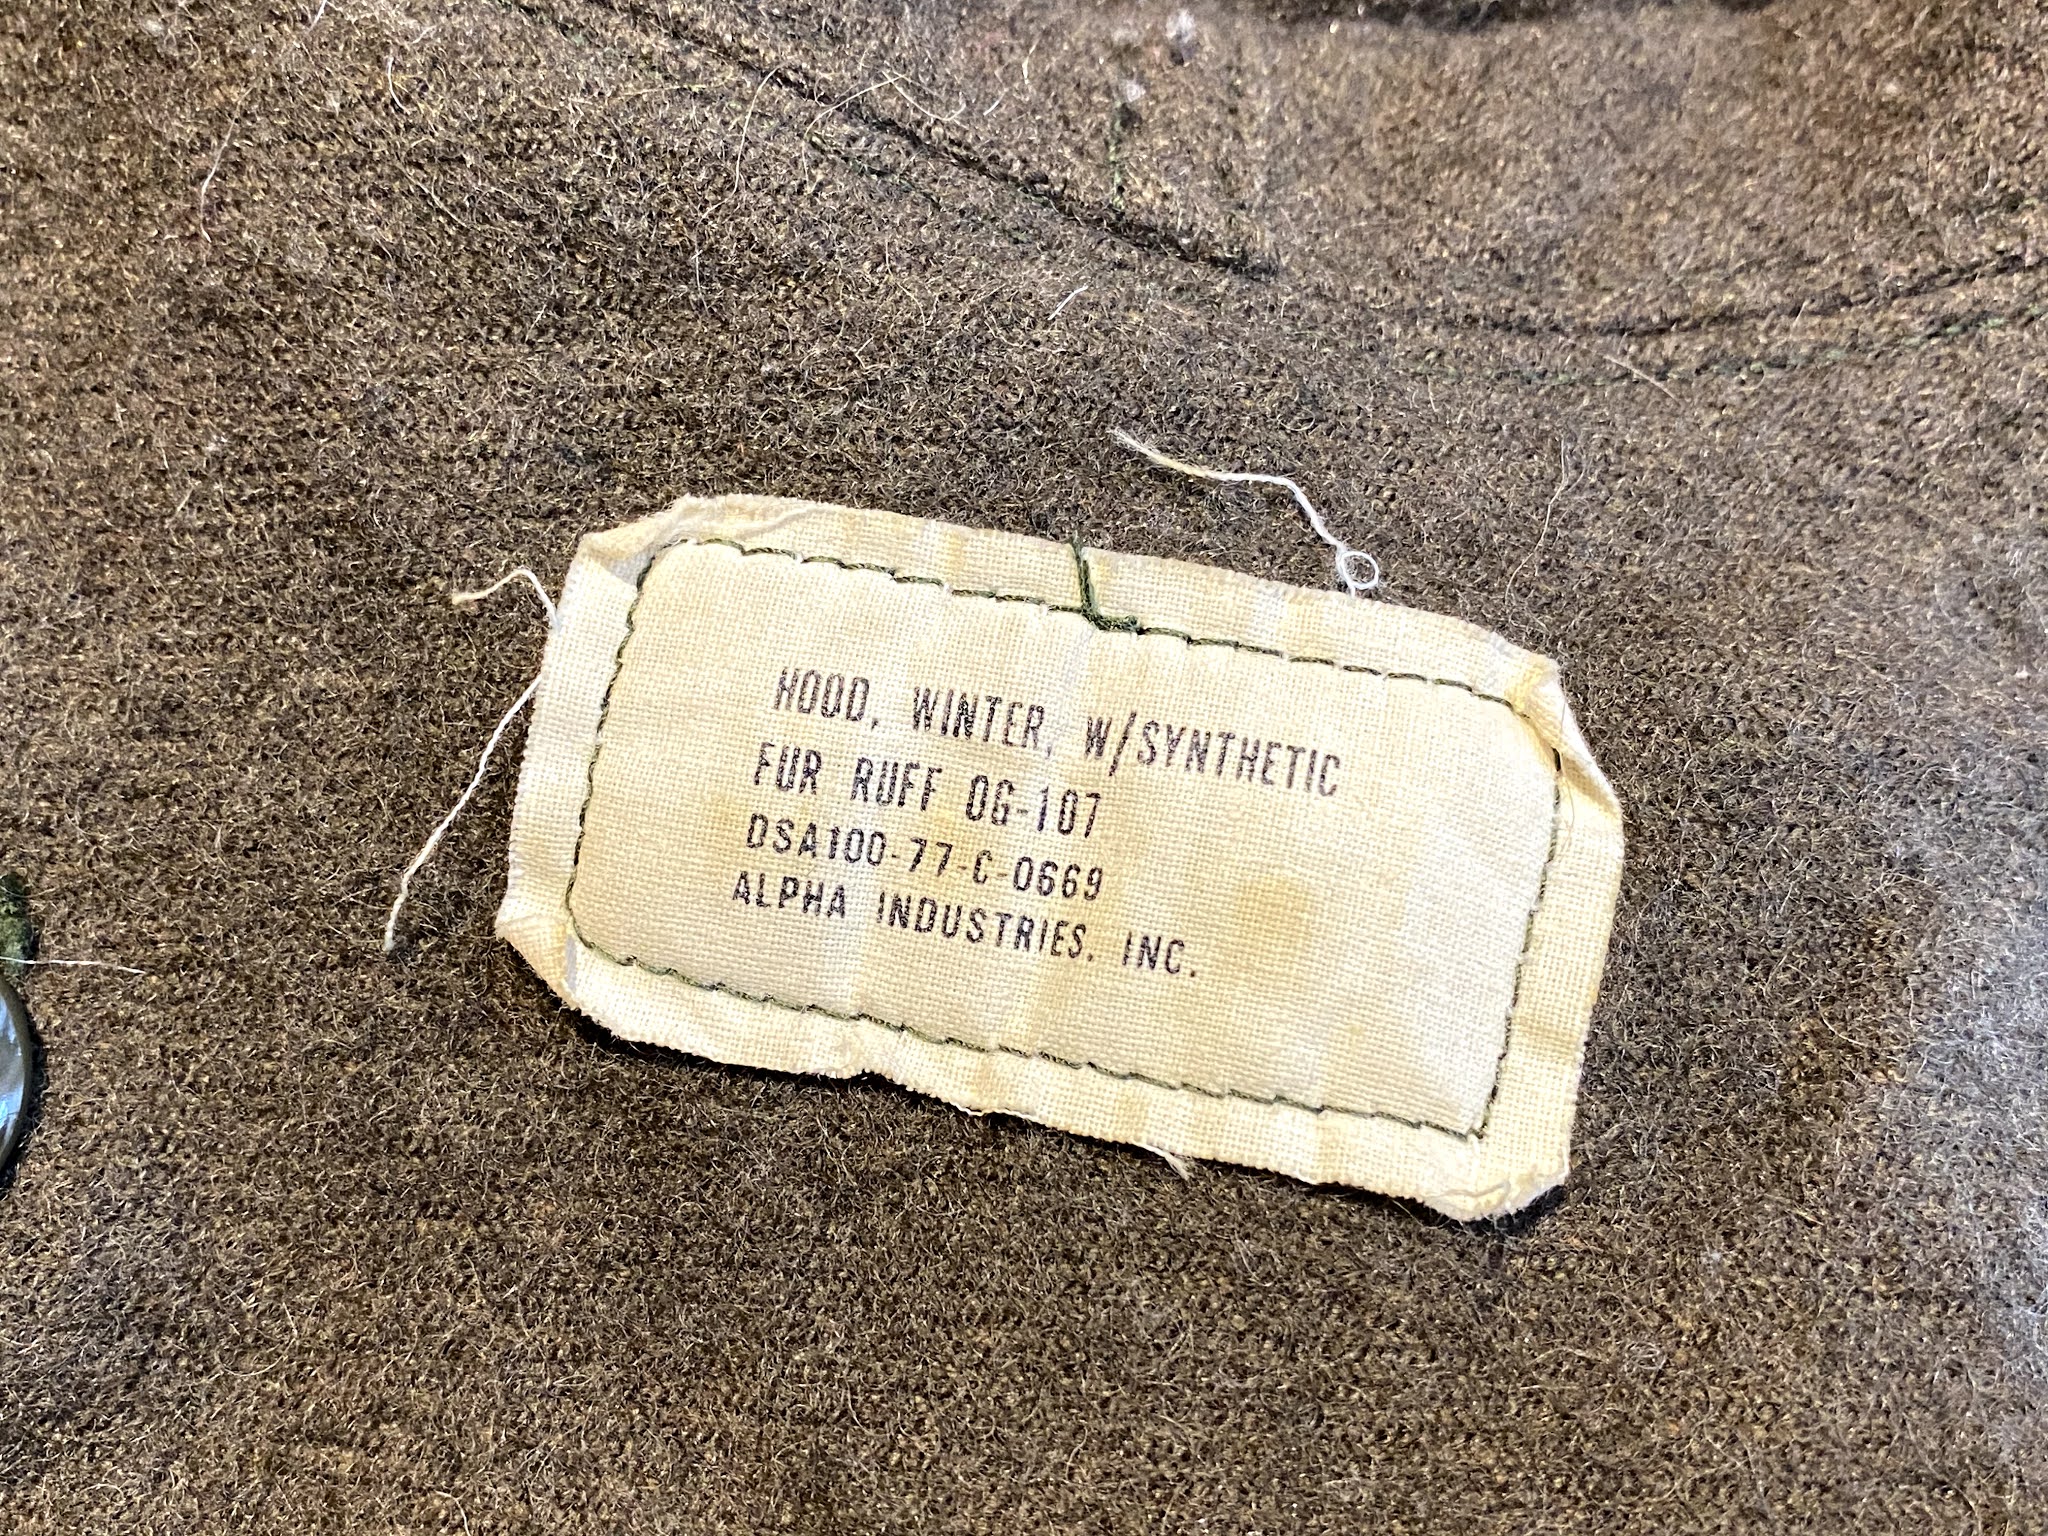 HOOD, WINTER, W/SYNTHETIC
FUR RUFF OG-107
DSA100-77-C-0669
ALPHA INDUSTRIES, INC.